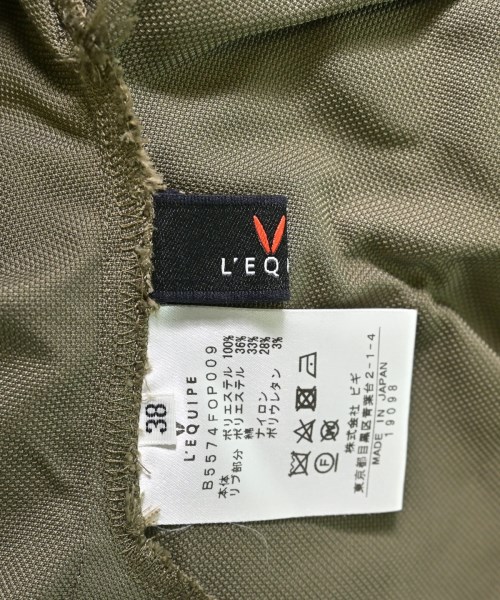 L'EQ
38
L'EQUIPE
B5574FOP009
本体 ポリエステル 100%
リブ部分 ポリエステル 36%
綿 33%
ナイロン 28%
ポリウレタン 3%
F
株式会社 ビギ
東京都目黒区青葉台2-1-4
MADE IN JAPAN
19098